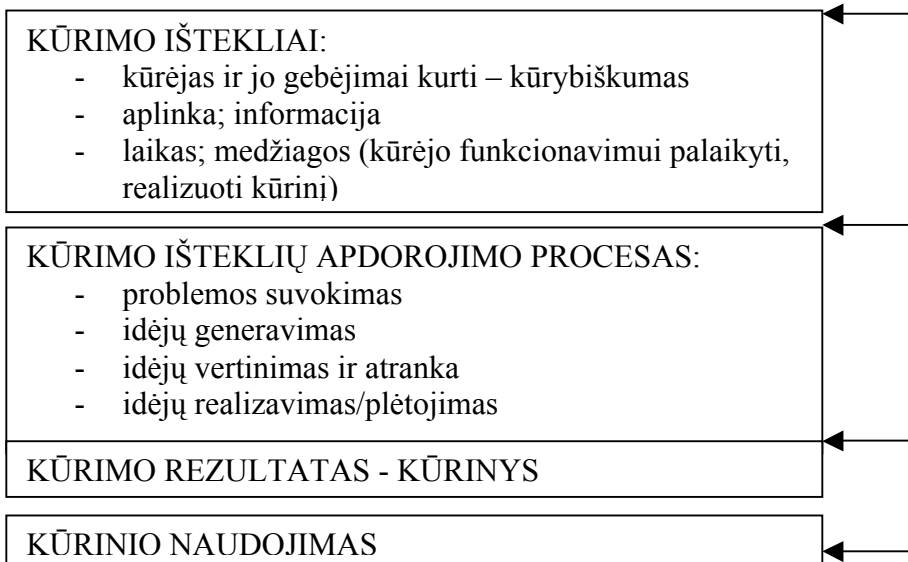 KŪRIMO IŠTEKLIAI:
- kūrėjas ir jo gebėjimai kurti – kūrybiškumas
- aplinka; informacija
- laikas; medžiagos (kūrėjo funkcionavimui palaikyti,
realizuoti kūrinį)
KŪRIMO IŠTEKLIŲ APDOROJIMO PROCESAS:
- problemos suvokimas
- idėjų generavimas
- idėjų vertinimas ir atranka
- idėjų realizavimas/plėtojimas
KŪRIMO REZULTATAS - KŪRINYS
KŪRINIO NAUDOJIMAS